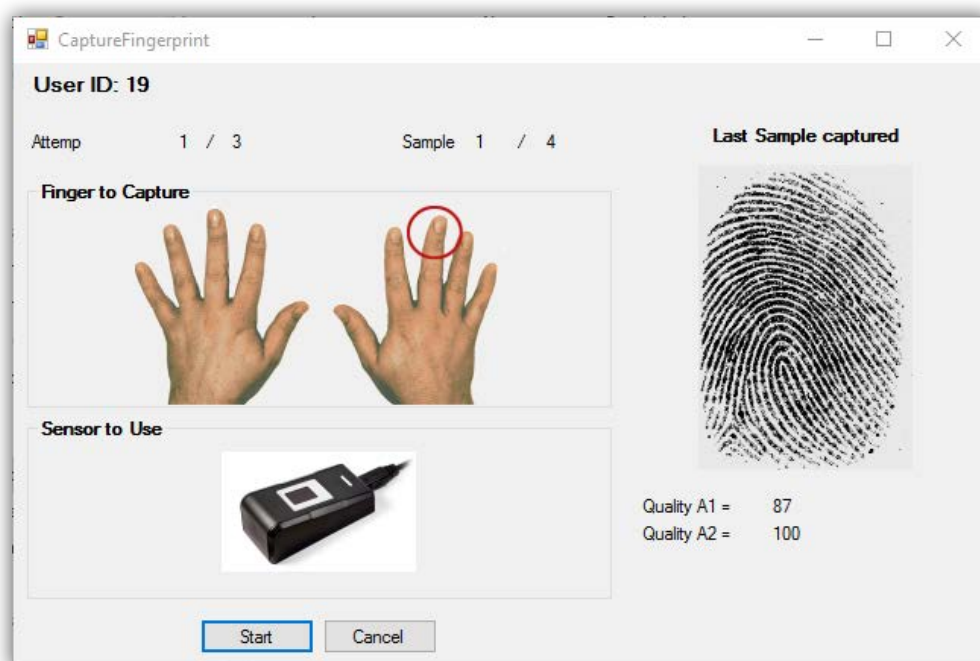 CaptureFingerprint
User ID: 19
Attemp 1 / 3 Sample 1 / 4
Last Sample captured
Finger to Capture
Sensor to Use
Quality A1 = 87
Quality A2 = 100
Start Cancel